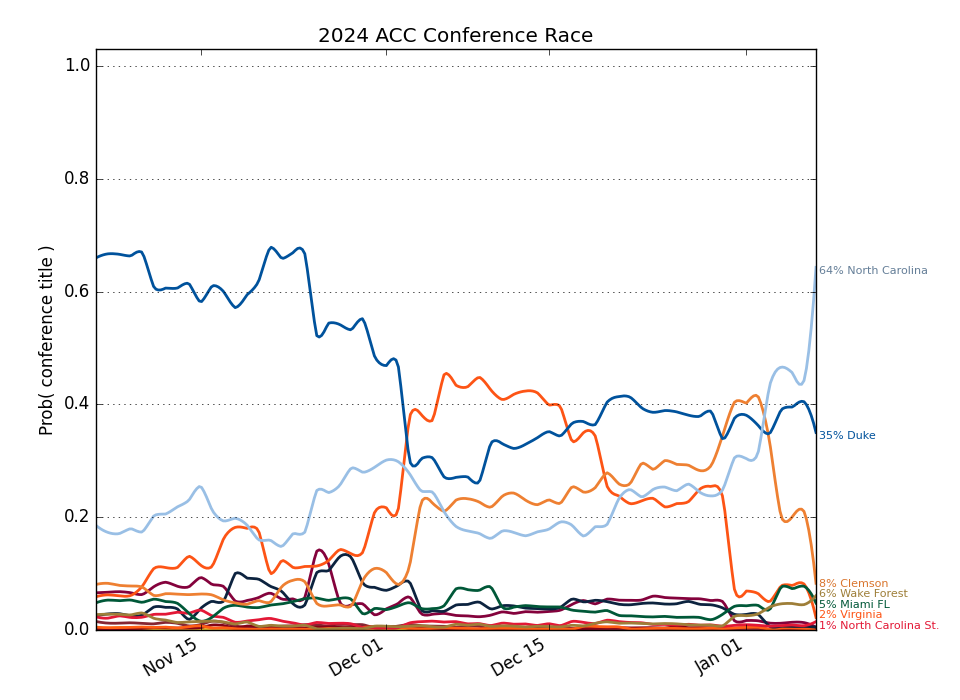 2024 ACC Conference Race
Prob( conference title )
1.0
0.8
0.6
0.4
0.2
0.0
Nov 15
Dec 01
Dec 15
Jan 01
64% North Carolina
35% Duke
8% Clemson
6% Wake Forest
5% Miami FL
2% Virginia
1% North Carolina St.